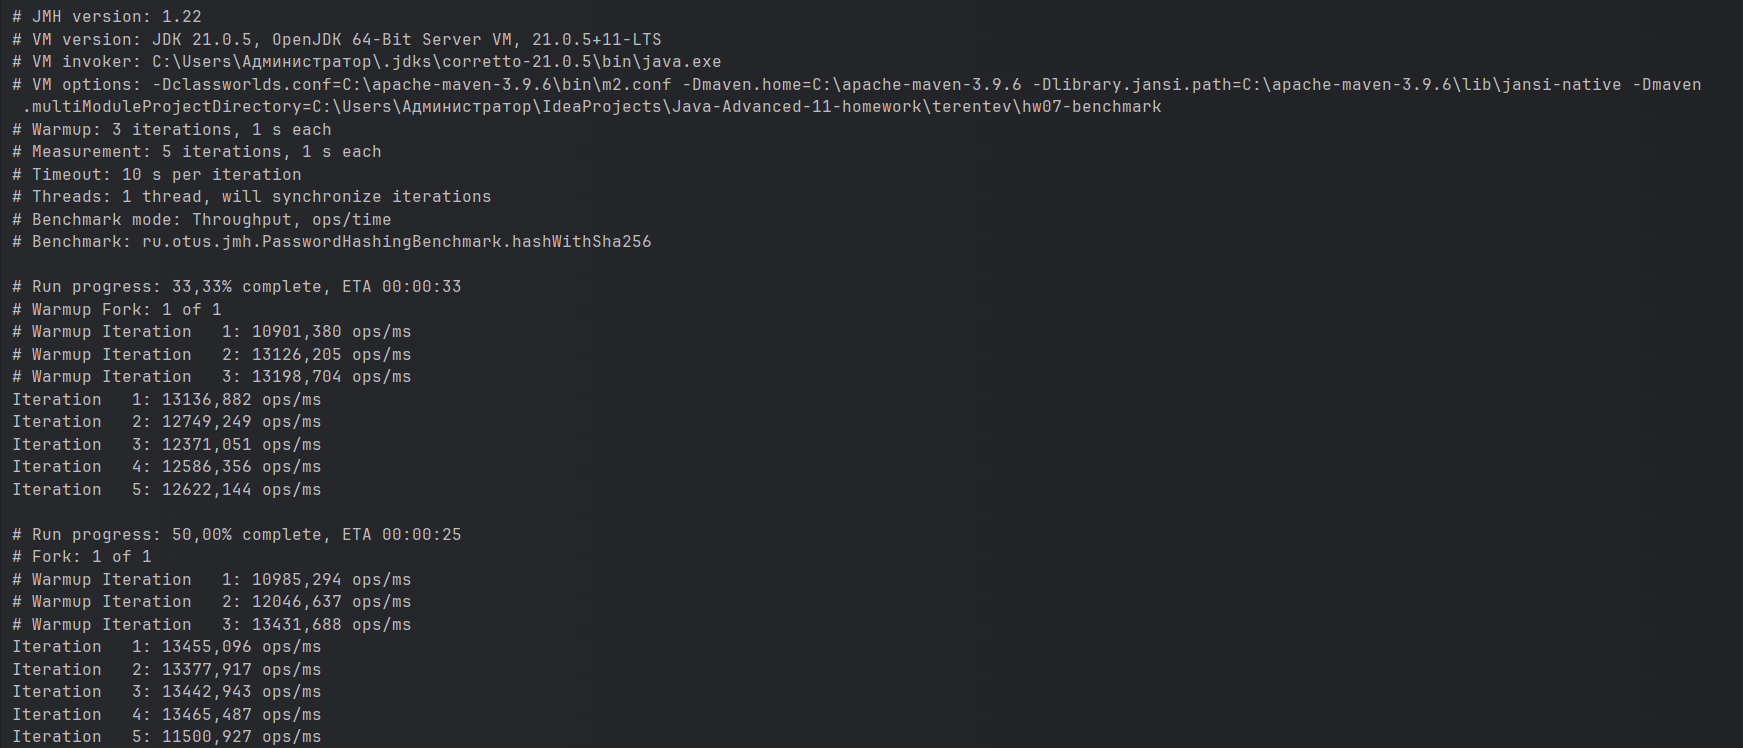 # JMH version: 1.22
# VM version: JDK 21.0.5, OpenJDK 64-Bit Server VM, 21.0.5+11-LTS
# VM invoker: C:\Users\Администратор\.jdks\corretto-21.0.5\bin\java.exe
# VM options: -Dclassworlds.conf=C:\apache-maven-3.9.6\bin\m2.conf -Dmaven.home=C:\apache-maven-3.9.6 -Dlibrary.jansi.path=C:\apache-maven-3.9.6\lib\jansi-native -Dmaven
.multiModuleProjectDirectory=C:\Users\Администратор\IdeaProjects\Java-Advanced-11-homework\terentev\hw07-benchmark
# Warmup: 3 iterations, 1 s each
# Measurement: 5 iterations, 1 s each
# Timeout: 10 s per iteration
# Threads: 1 thread, will synchronize iterations
# Benchmark mode: Throughput, ops/time
# Benchmark: ru.otus.jmh.PasswordHashingBenchmark.hashWithSha256
# Run progress: 33,33% complete, ETA 00:00:33
# Warmup Fork: 1 of 1
# Warmup Iteration   1: 10901,380 ops/ms
# Warmup Iteration   2: 13126,205 ops/ms
# Warmup Iteration   3: 13198,704 ops/ms
Iteration   1: 13136,882 ops/ms
Iteration   2: 12749,249 ops/ms
Iteration   3: 12371,051 ops/ms
Iteration   4: 12586,356 ops/ms
Iteration   5: 12622,144 ops/ms
# Run progress: 50,00% complete, ETA 00:00:25
# Fork: 1 of 1
# Warmup Iteration   1: 10985,294 ops/ms
# Warmup Iteration   2: 12046,637 ops/ms
# Warmup Iteration   3: 13431,688 ops/ms
Iteration   1: 13455,096 ops/ms
Iteration   2: 13377,917 ops/ms
Iteration   3: 13442,943 ops/ms
Iteration   4: 13465,487 ops/ms
Iteration   5: 11500,927 ops/ms